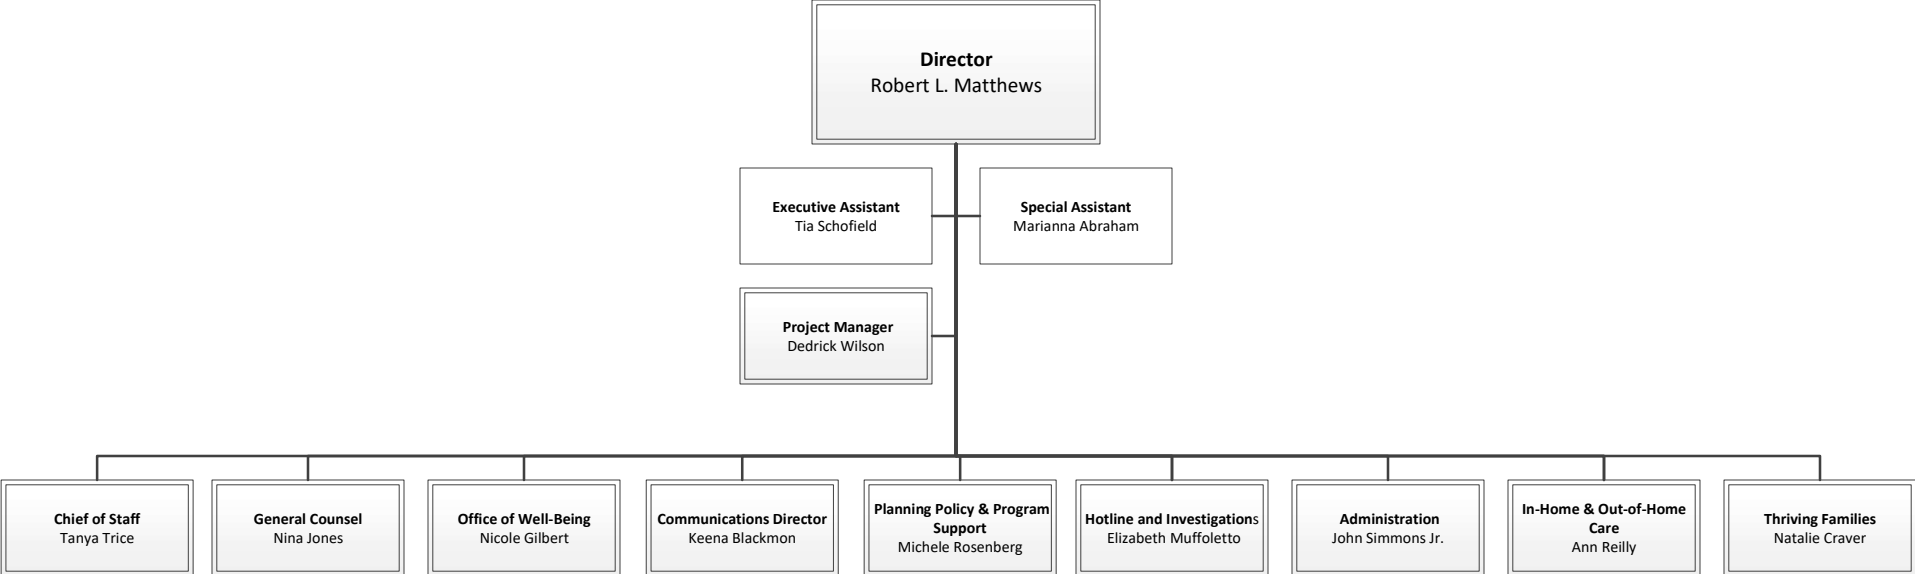 Director
Robert L. Matthews
Executive Assistant
Tia Schofield
Special Assistant
Marianna Abraham
Project Manager
Dedrick Wilson
Chief of Staff
Tanya Trice
General Counsel
Nina Jones
Office of Well-Being
Nicole Gilbert
Communications Director
Keena Blackmon
Planning Policy & Program
Support
Michele Rosenberg
Hotline and Investigations
Elizabeth Muffoletto
Administration
John Simmons Jr.
In-Home & Out-of-Home
Care
Ann Reilly
Thriving Families
Natalie Craver